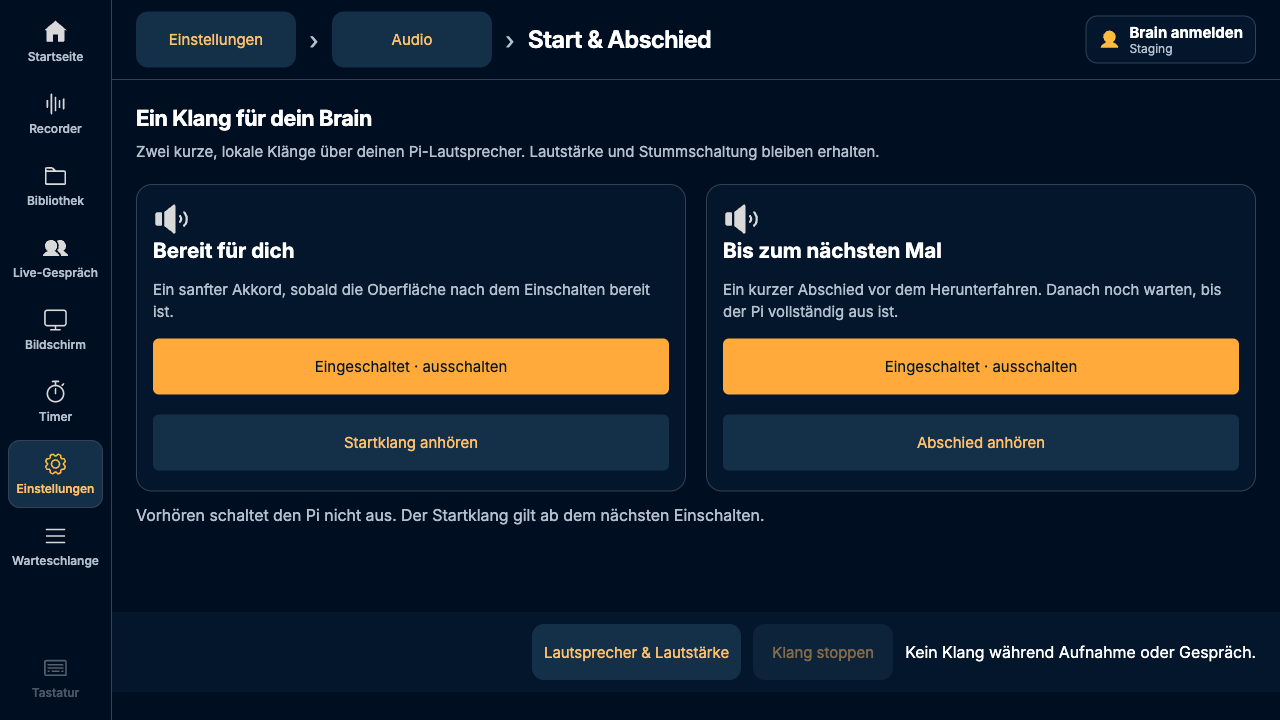 Startseite
Recorder
Bibliothek
Live-Gespräch
Bildschirm
Timer
Einstellungen
Warteschlange
Tastatur
Einstellungen › Audio › Start & Abschied
Brain anmelden
Staging
Ein Klang für dein Brain
Zwei kurze, lokale Klänge über deinen Pi-Lautsprecher. Lautstärke und Stummschaltung bleiben erhalten.
Bereit für dich
Ein sanfter Akkord, sobald die Oberfläche nach dem Einschalten bereit
ist.
Eingeschaltet · ausschalten
Startklang anhören
Bis zum nächsten Mal
Ein kurzer Abschied vor dem Herunterfahren. Danach noch warten, bis
der Pi vollständig aus ist.
Eingeschaltet · ausschalten
Abschied anhören
Vorhören schaltet den Pi nicht aus. Der Startklang gilt ab dem nächsten Einschalten.
Lautsprecher & Lautstärke
Klang stoppen
Kein Klang während Aufnahme oder Gespräch.